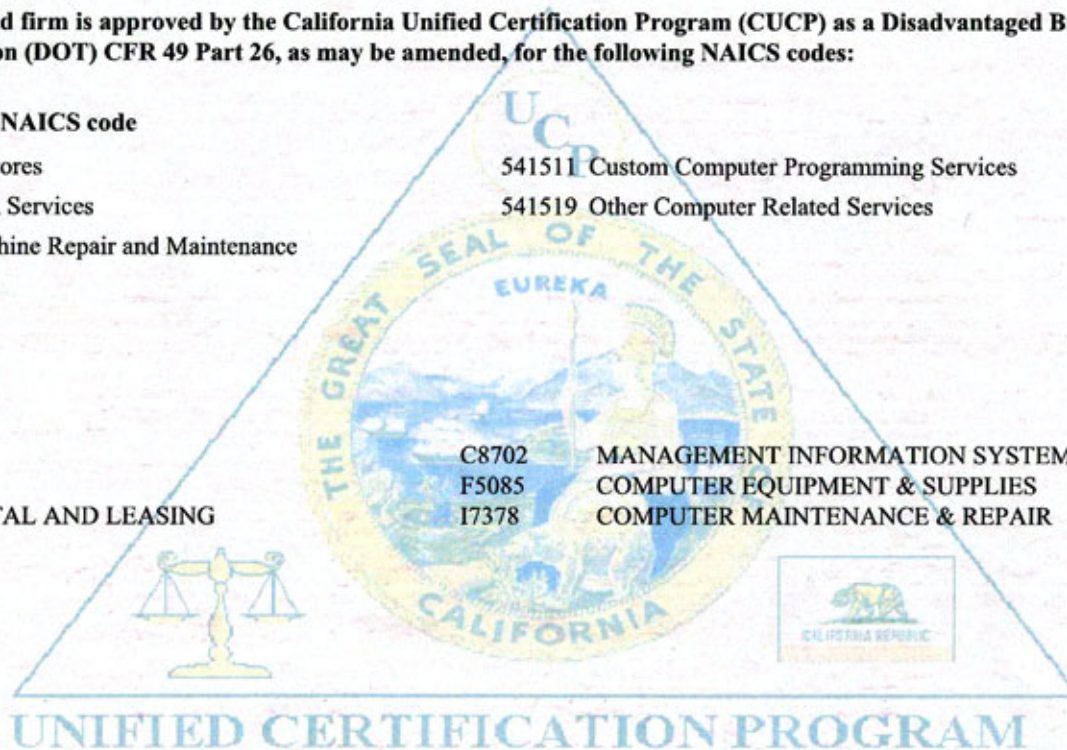 d firm is approved by the California Unified Certification Program (CUCP) as a Disadvantaged B
on (DOT) CFR 49 Part 26, as may be amended, for the following NAICS codes:
NAICS code
UCP
ores
541511 Custom Computer Programming Services
Services
541519 Other Computer Related Services
hine Repair and Maintenance
THE GREAT SEAL OF THE STATE O
EUREKA
C8702 MANAGEMENT INFORMATION SYSTEM
F5085 COMPUTER EQUIPMENT & SUPPLIES
TAL AND LEASING
I7378 COMPUTER MAINTENANCE & REPAIR
CALIFORNIA
CALIFORNIA REPUBLIC
UNIFIED CERTIFICATION PROGRAM